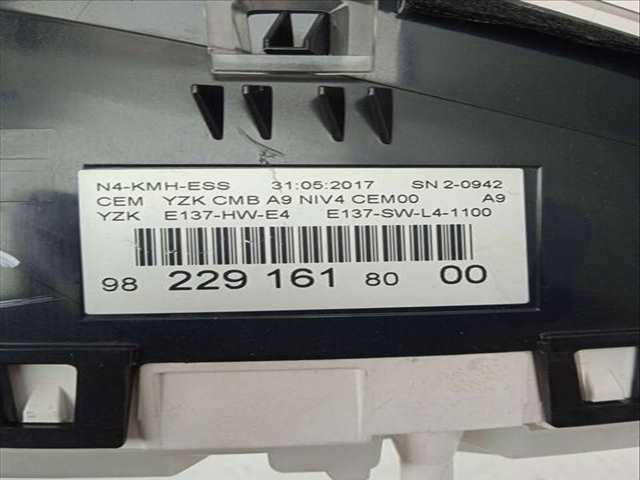 N4-KMH-ESS 31:05:2017 SN 2-0942
CEM YZK CMB A9 NIV4 CEM00 A9
YZK E137-HW-E4 E137-SW-L4-1100
98 229 161 80 00